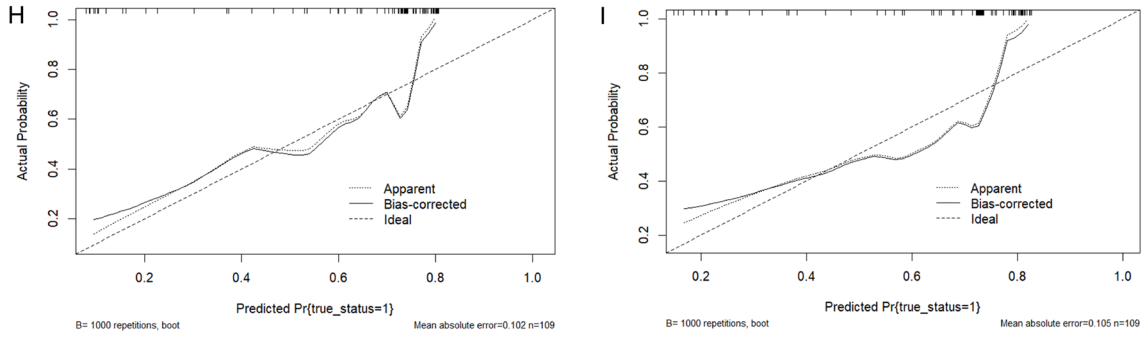 H
1.0
0.8
0.6
0.4
0.2
Actual Probability
Apparent
Bias-corrected
Ideal
0.2 0.4 0.6 0.8 1.0
Predicted Pr{true_status=1}
B= 1000 repetitions, boot
Mean absolute error=0.102 n=109
I
1.0
0.8
0.6
0.4
0.2
Actual Probability
Apparent
Bias-corrected
Ideal
0.2 0.4 0.6 0.8 1.0
Predicted Pr{true_status=1}
B= 1000 repetitions, boot
Mean absolute error=0.105 n=109